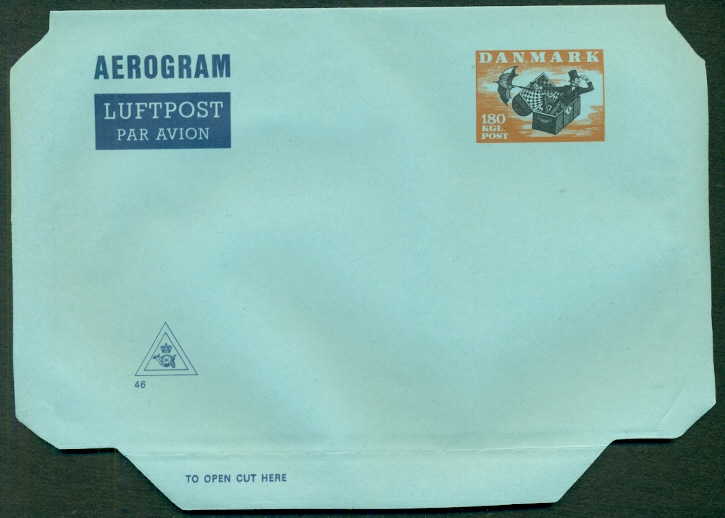 AEROGRAM
LUFTPOST
PAR AVION
DANMARK
180
KGL.
POST
46
TO OPEN CUT HERE